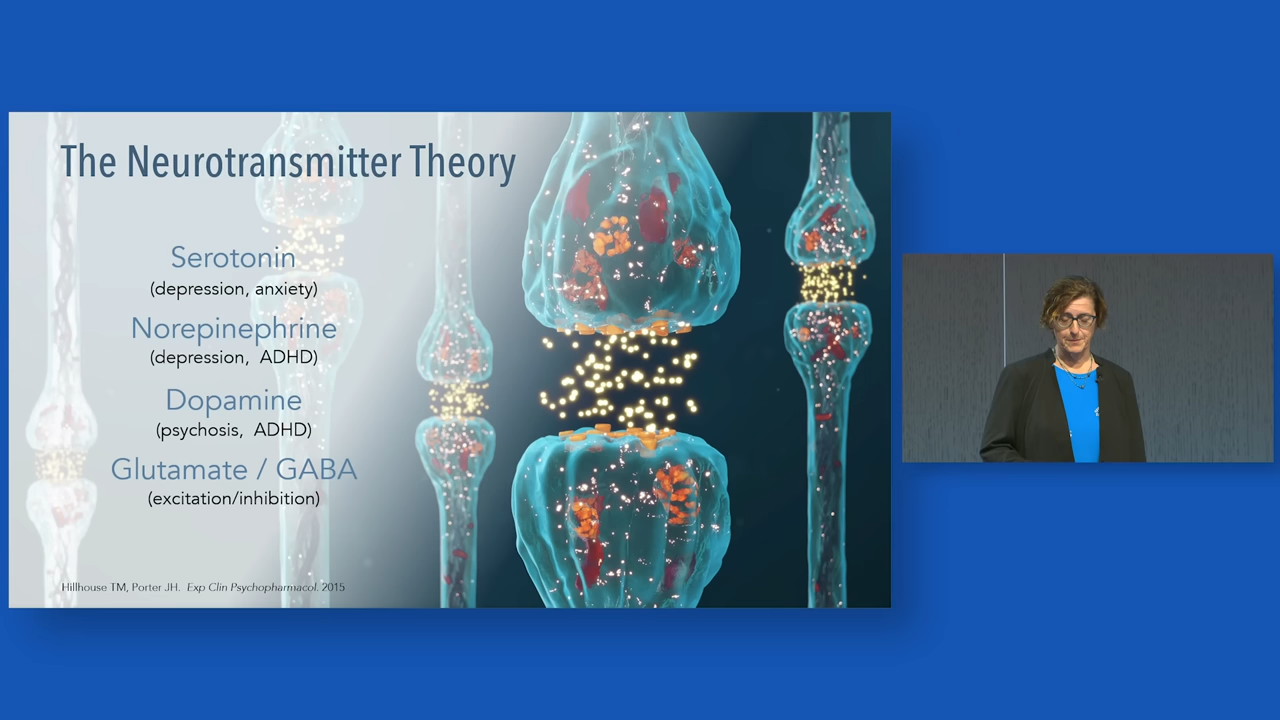 The Neurotransmitter Theory
Serotonin
(depression, anxiety)
Norepinephrine
(depression, ADHD)
Dopamine
(psychosis, ADHD)
Glutamate / GABA
(excitation/inhibition)
Hillhouse TM, Porter JH. Exp Clin Psychopharmacol. 2015